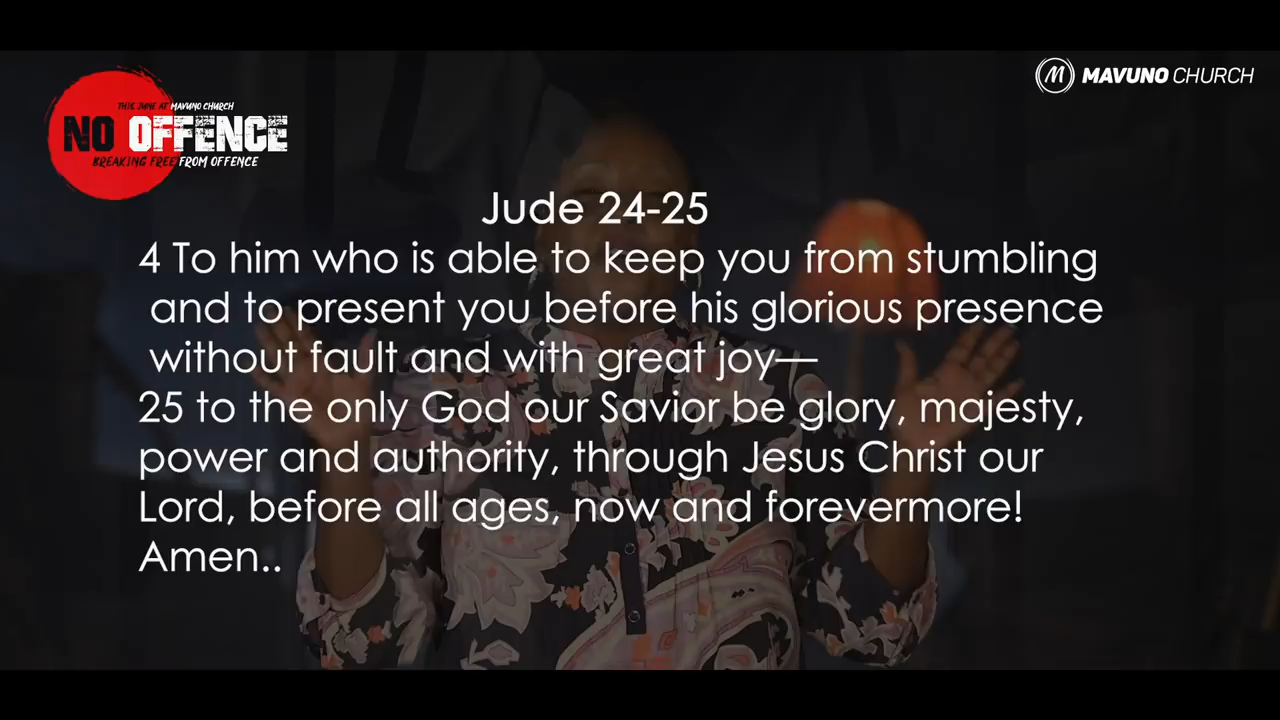 THIS JUNE AT MAVUNO CHURCH
NO OFFENCE
BREAKING FREE FROM OFFENCE
M MAVUNO CHURCH
Jude 24-25
4 To him who is able to keep you from stumbling
and to present you before his glorious presence
without fault and with great joy—
25 to the only God our Savior be glory, majesty,
power and authority, through Jesus Christ our
Lord, before all ages, now and forevermore!
Amen..